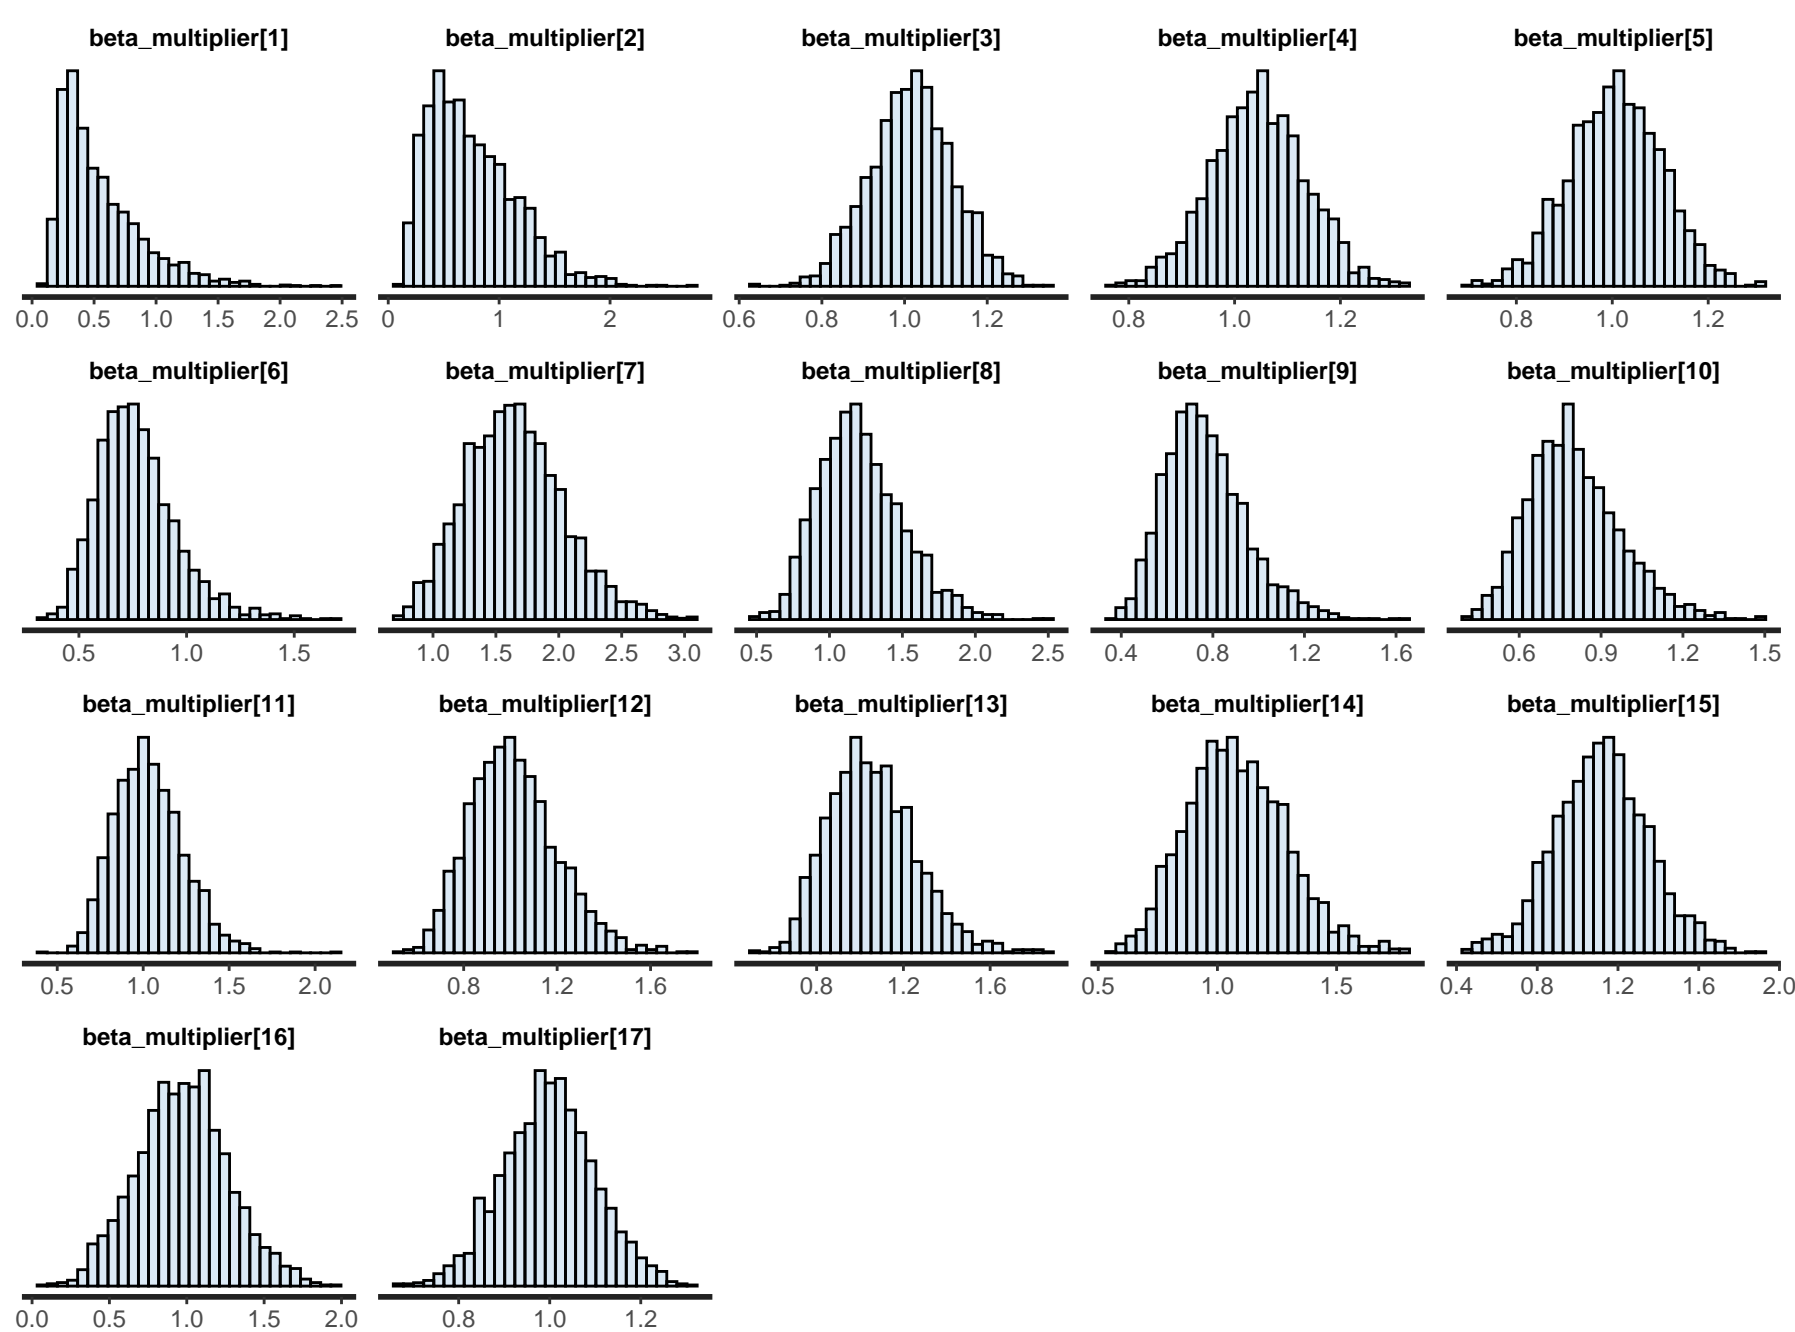 beta_multiplier[1] beta_multiplier[2] beta_multiplier[3] beta_multiplier[4] beta_multiplier[5]
0.0 0.5 1.0 1.5 2.0 2.5 0 1 2 0.6 0.8 1.0 1.2 0.8 1.0 1.2 0.8 1.0 1.2
beta_multiplier[6] beta_multiplier[7] beta_multiplier[8] beta_multiplier[9] beta_multiplier[10]
0.5 1.0 1.5 1.0 1.5 2.0 2.5 3.0 0.5 1.0 1.5 2.0 2.5 0.4 0.8 1.2 1.6 0.6 0.9 1.2 1.5
beta_multiplier[11] beta_multiplier[12] beta_multiplier[13] beta_multiplier[14] beta_multiplier[15]
0.5 1.0 1.5 2.0 0.8 1.2 1.6 0.8 1.2 1.6 0.5 1.0 1.5 0.4 0.8 1.2 1.6 2.0
beta_multiplier[16] beta_multiplier[17]
0.0 0.5 1.0 1.5 2.0 0.8 1.0 1.2